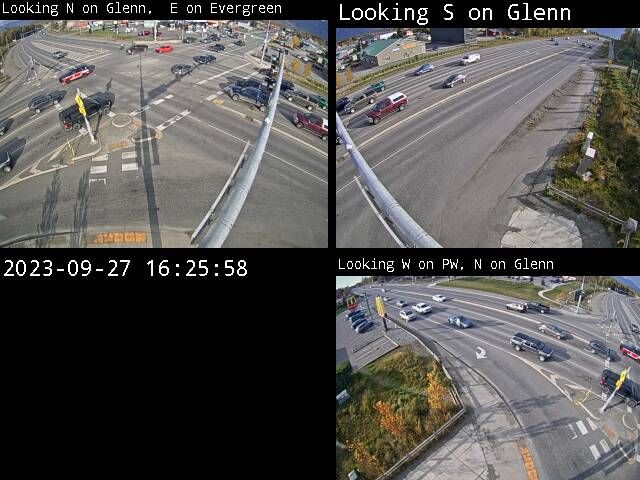 Looking N on Glenn, E on Evergreen
Looking S on Glenn
2023-09-27 16:25:58
Looking W on PW, N on Glenn